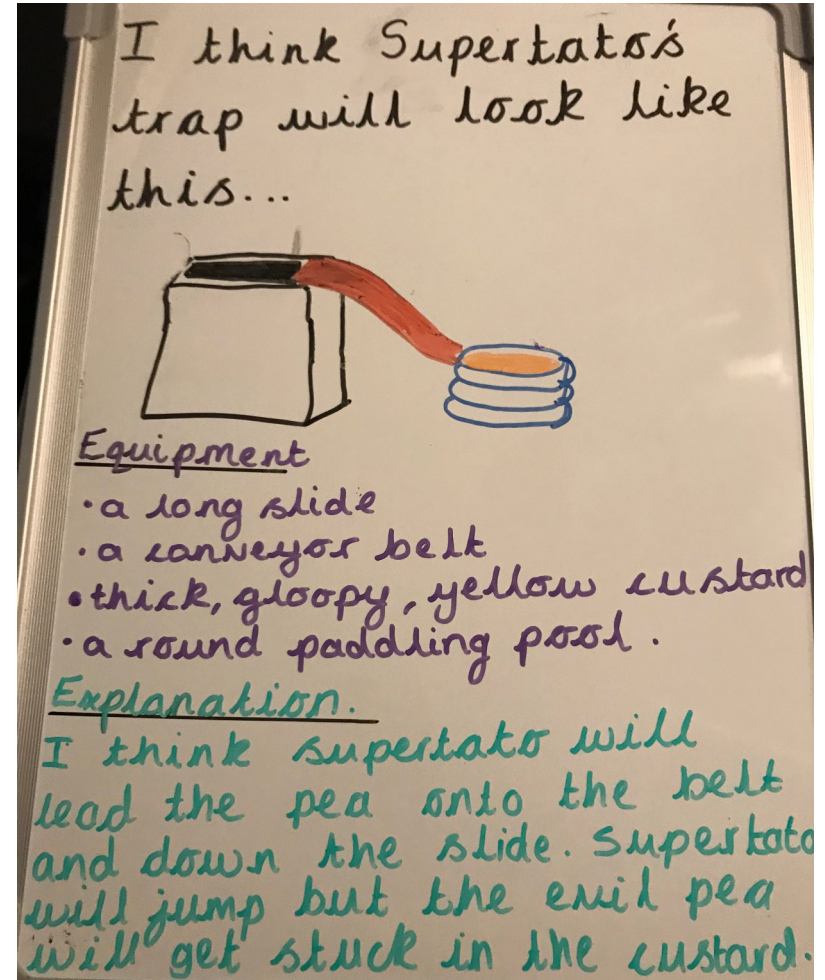 I think Supertato's
trap will look like
this...
Equipment
• a long slide
• a conveyor belt
• thick, gloopy, yellow custard
• a round paddling pool.
Explanation.
I think supertato will
lead the pea onto the belt
and down the slide. Supertato
will jump but the evil pea
will get stuck in the custard.